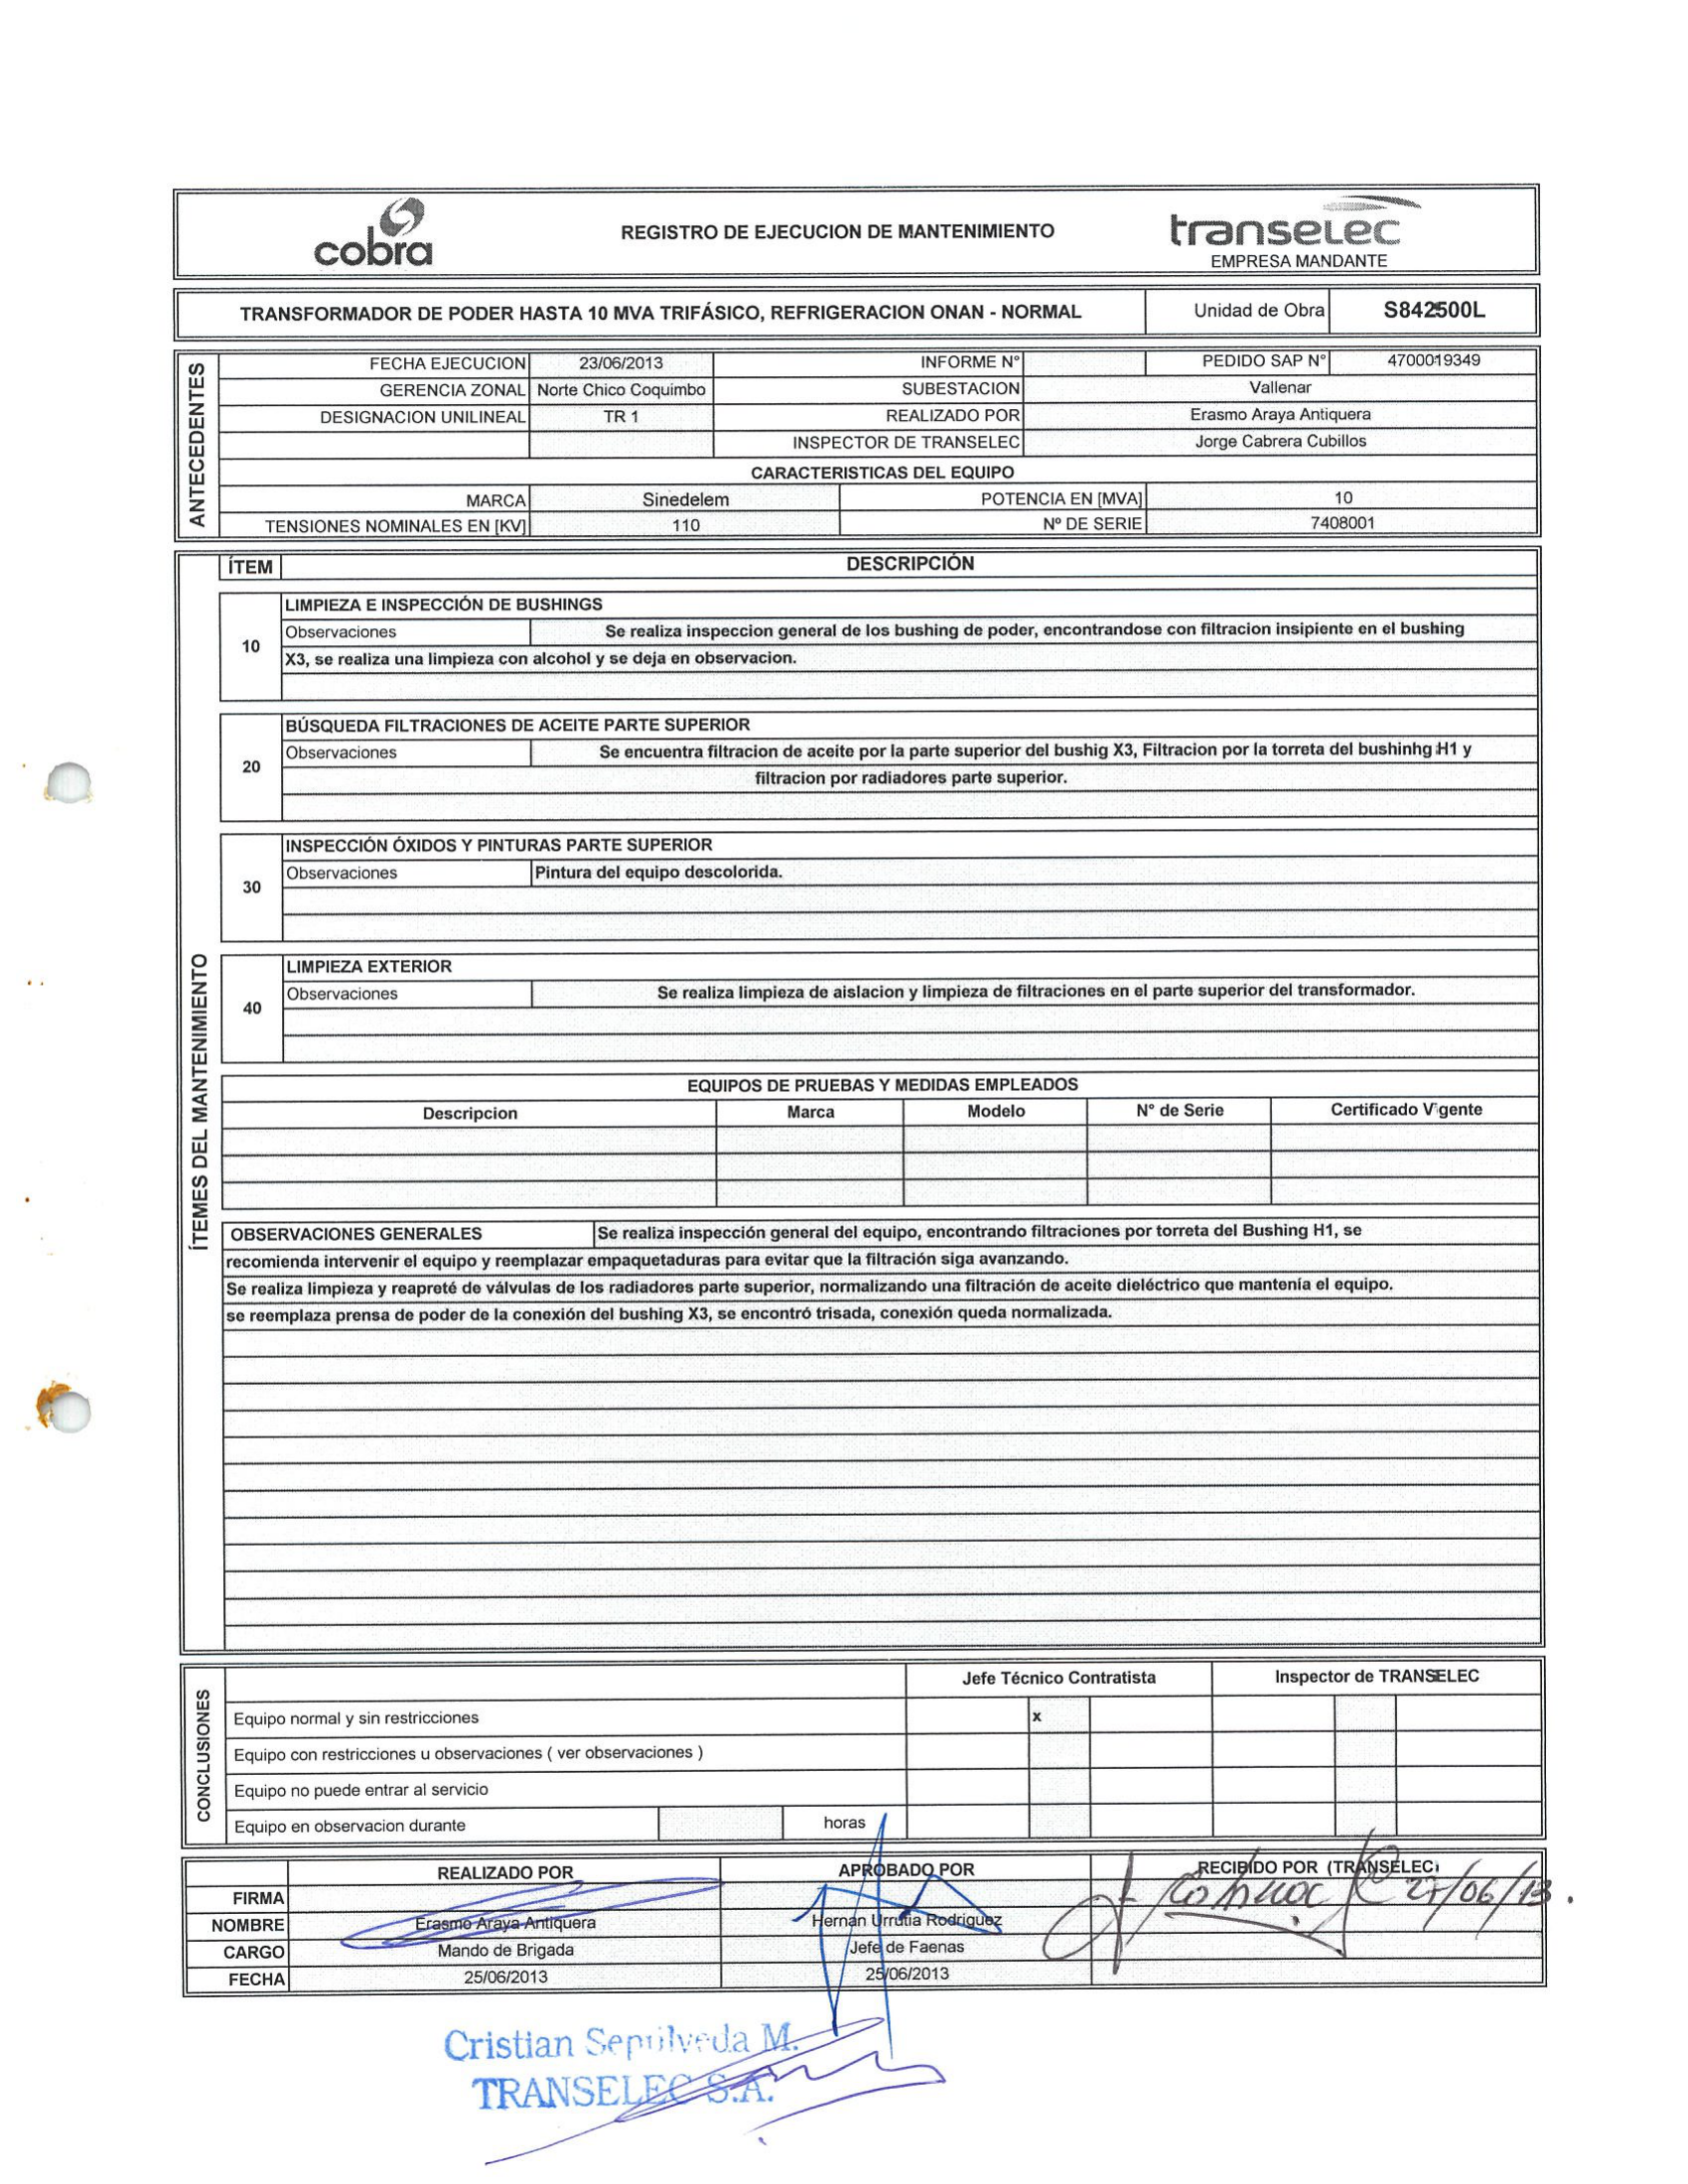 cobra
REGISTRO DE EJECUCION DE MANTENIMIENTO
transelec
EMPRESA MANDANTE
TRANSFORMADOR DE PODER HASTA 10 MVA TRIFÁSICO, REFRIGERACION ONAN - NORMAL
Unidad de Obra
S842500L
ANTECEDENTES
FECHA EJECUCION 23/06/2013 INFORME N° PEDIDO SAP N° 4700019349
GERENCIA ZONAL Norte Chico Coquimbo SUBESTACION Vallenar
DESIGNACION UNILINEAL TR 1 REALIZADO POR Erasmo Araya Antiquera
INSPECTOR DE TRANSELEC Jorge Cabrera Cubillos
CARACTERISTICAS DEL EQUIPO
MARCA Sinedelem POTENCIA EN [MVA] 10
TENSIONES NOMINALES EN [KV] 110 Nº DE SERIE 7408001
ÍTEMES DEL MANTENIMIENTO
ÍTEM DESCRIPCIÓN
10
LIMPIEZA E INSPECCIÓN DE BUSHINGS
Observaciones Se realiza inspeccion general de los bushing de poder, encontrandose con filtracion insipiente en el bushing
X3, se realiza una limpieza con alcohol y se deja en observacion.
20
BÚSQUEDA FILTRACIONES DE ACEITE PARTE SUPERIOR
Observaciones Se encuentra filtracion de aceite por la parte superior del bushig X3, Filtracion por la torreta del bushinhg H1 y
filtracion por radiadores parte superior.
30
INSPECCIÓN ÓXIDOS Y PINTURAS PARTE SUPERIOR
Observaciones Pintura del equipo descolorida.
40
LIMPIEZA EXTERIOR
Observaciones Se realiza limpieza de aislacion y limpieza de filtraciones en el parte superior del transformador.
EQUIPOS DE PRUEBAS Y MEDIDAS EMPLEADOS
Descripcion Marca Modelo N° de Serie Certificado Vigente
OBSERVACIONES GENERALES Se realiza inspección general del equipo, encontrando filtraciones por torreta del Bushing H1, se
recomienda intervenir el equipo y reemplazar empaquetaduras para evitar que la filtración siga avanzando.
Se realiza limpieza y reapreté de válvulas de los radiadores parte superior, normalizando una filtración de aceite dieléctrico que mantenía el equipo.
se reemplaza prensa de poder de la conexión del bushing X3, se encontró trisada, conexión queda normalizada.
CONCLUSIONES
Jefe Técnico Contratista Inspector de TRANSELEC
Equipo normal y sin restricciones x
Equipo con restricciones u observaciones ( ver observaciones )
Equipo no puede entrar al servicio
Equipo en observacion durante horas
REALIZADO POR APROBADO POR RECIBIDO POR (TRANSELEC)
FIRMA 27/06/13.
NOMBRE Erasmo Araya Antiquera Hernan Urrutia Rodriguez
CARGO Mando de Brigada Jefe de Faenas
FECHA 25/06/2013 25/06/2013
Cristian Sepúlveda M.
TRANSELEC S.A.